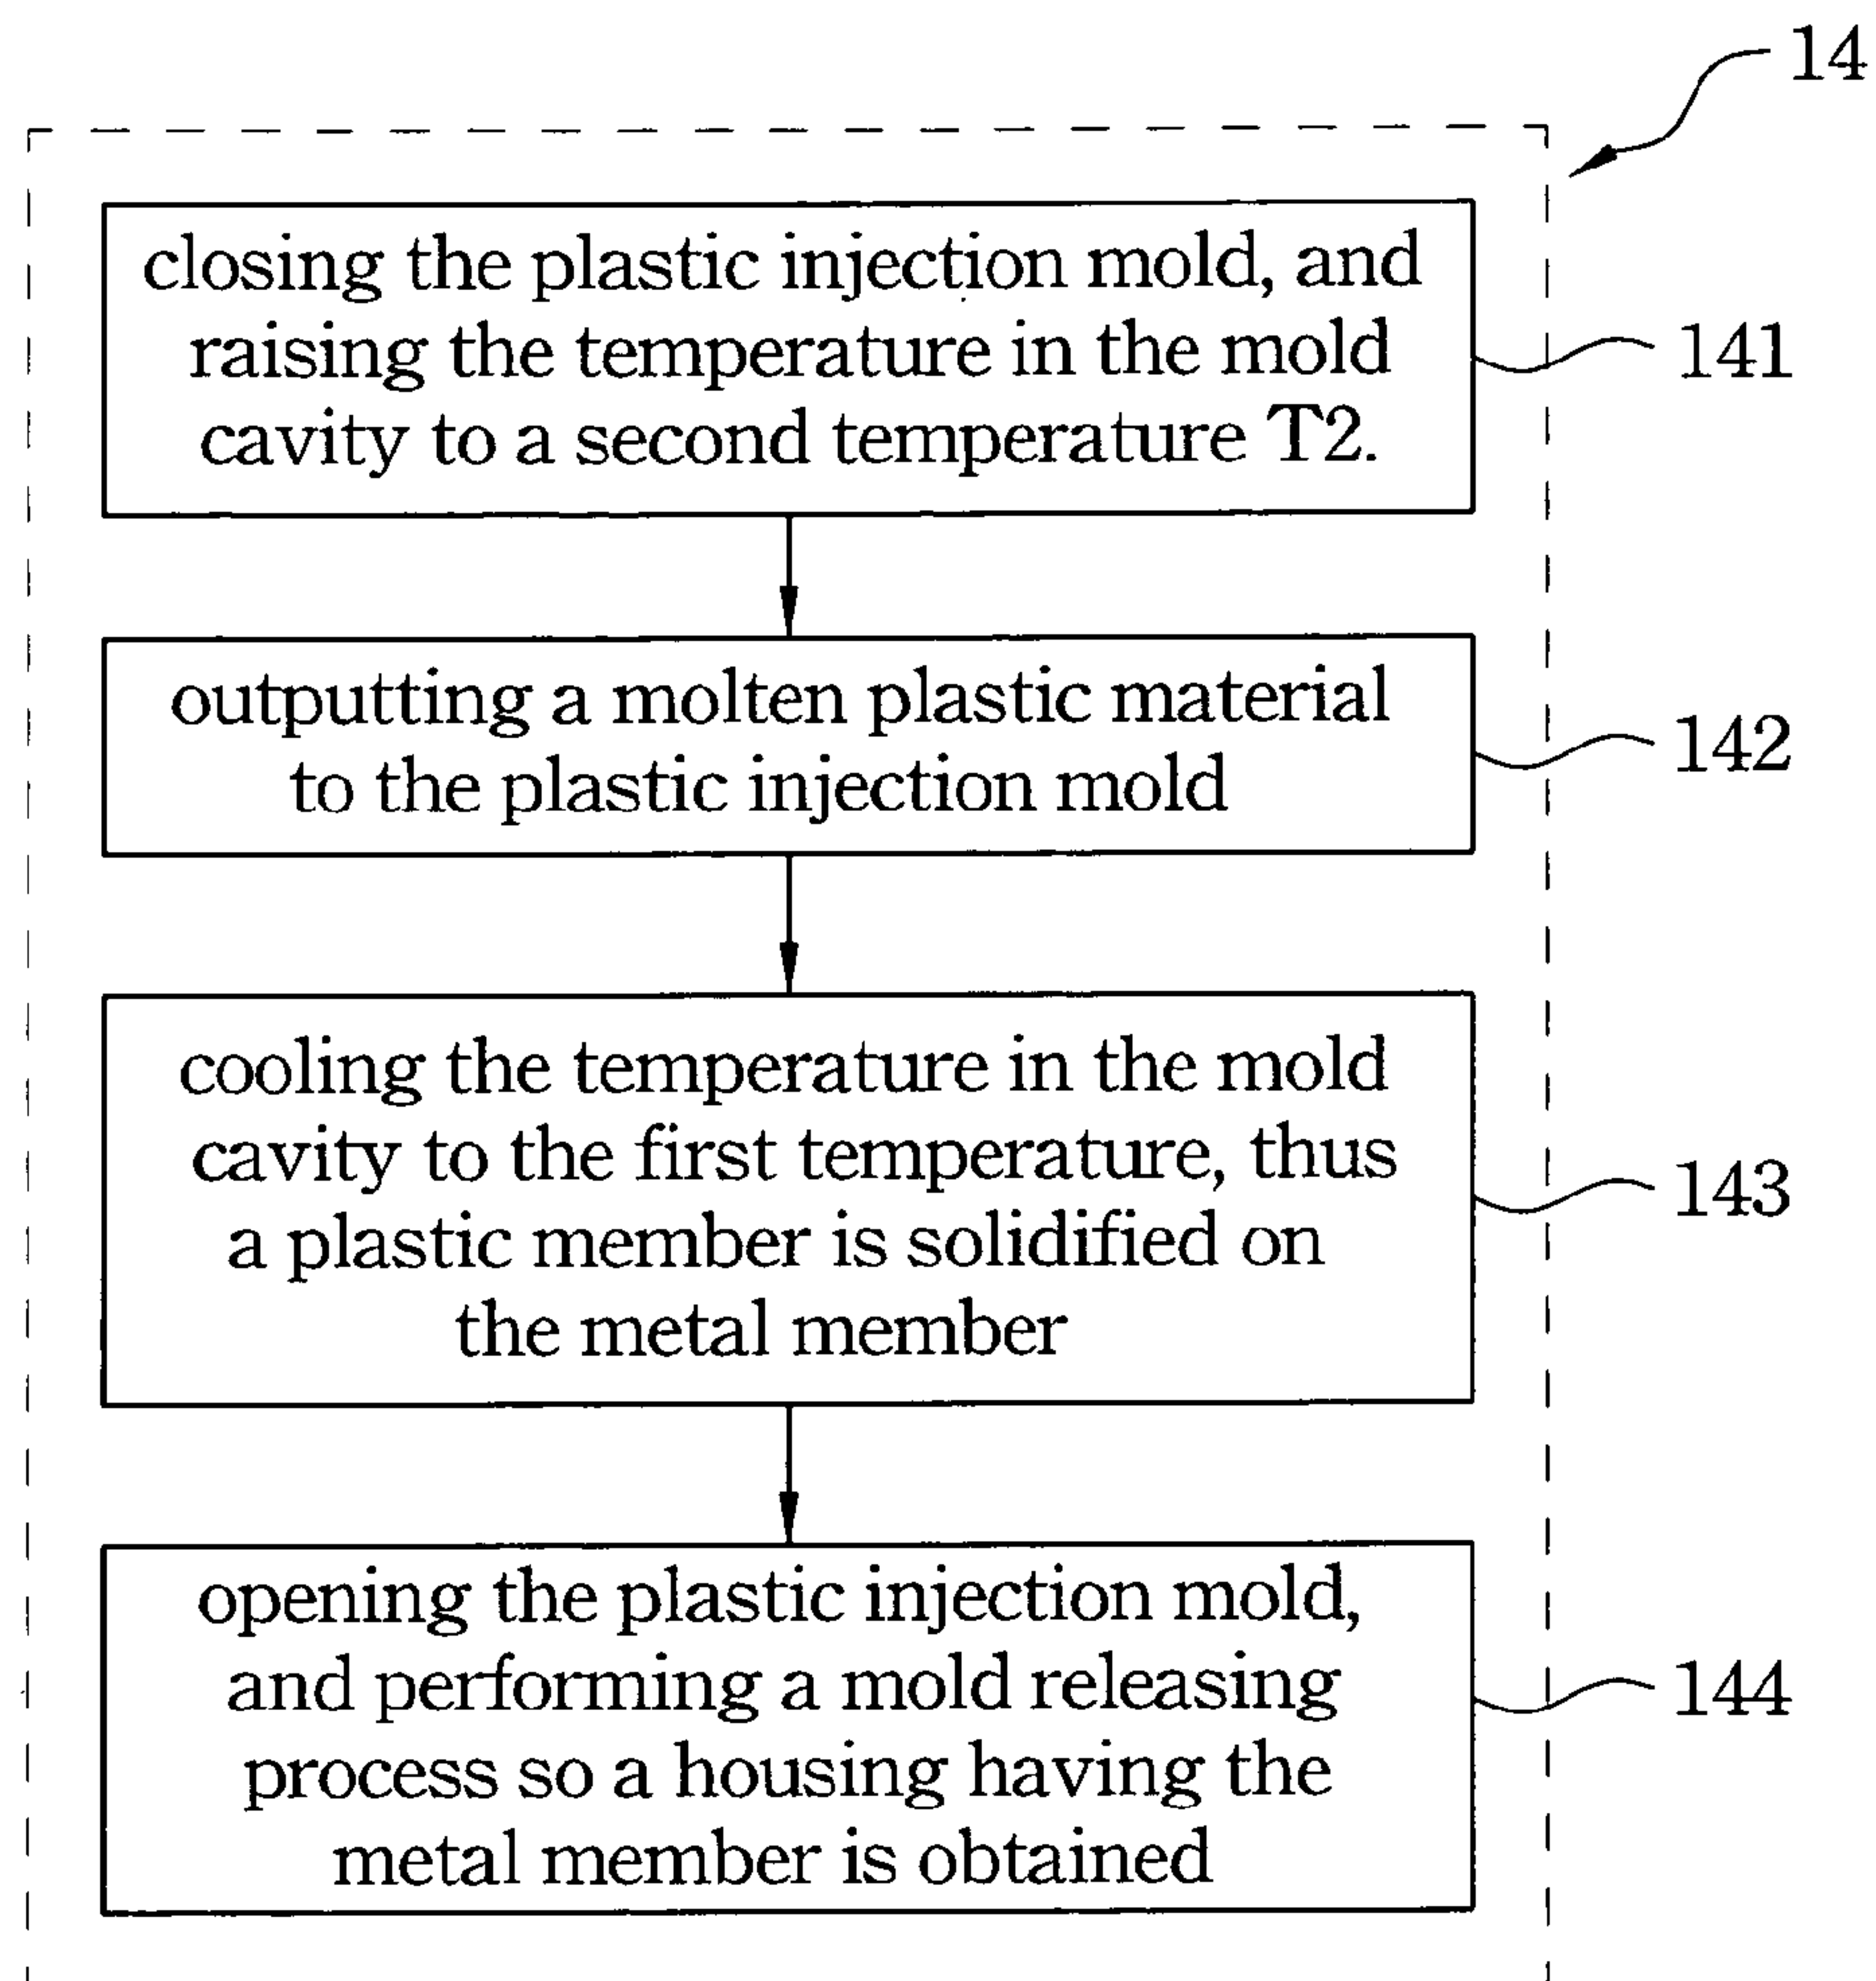 14
closing the plastic injection mold, and
raising the temperature in the mold
cavity to a second temperature T2.
141
outputting a molten plastic material
to the plastic injection mold
142
cooling the temperature in the mold
cavity to the first temperature, thus
a plastic member is solidified on
the metal member
143
opening the plastic injection mold,
and performing a mold releasing
process so a housing having the
metal member is obtained
144